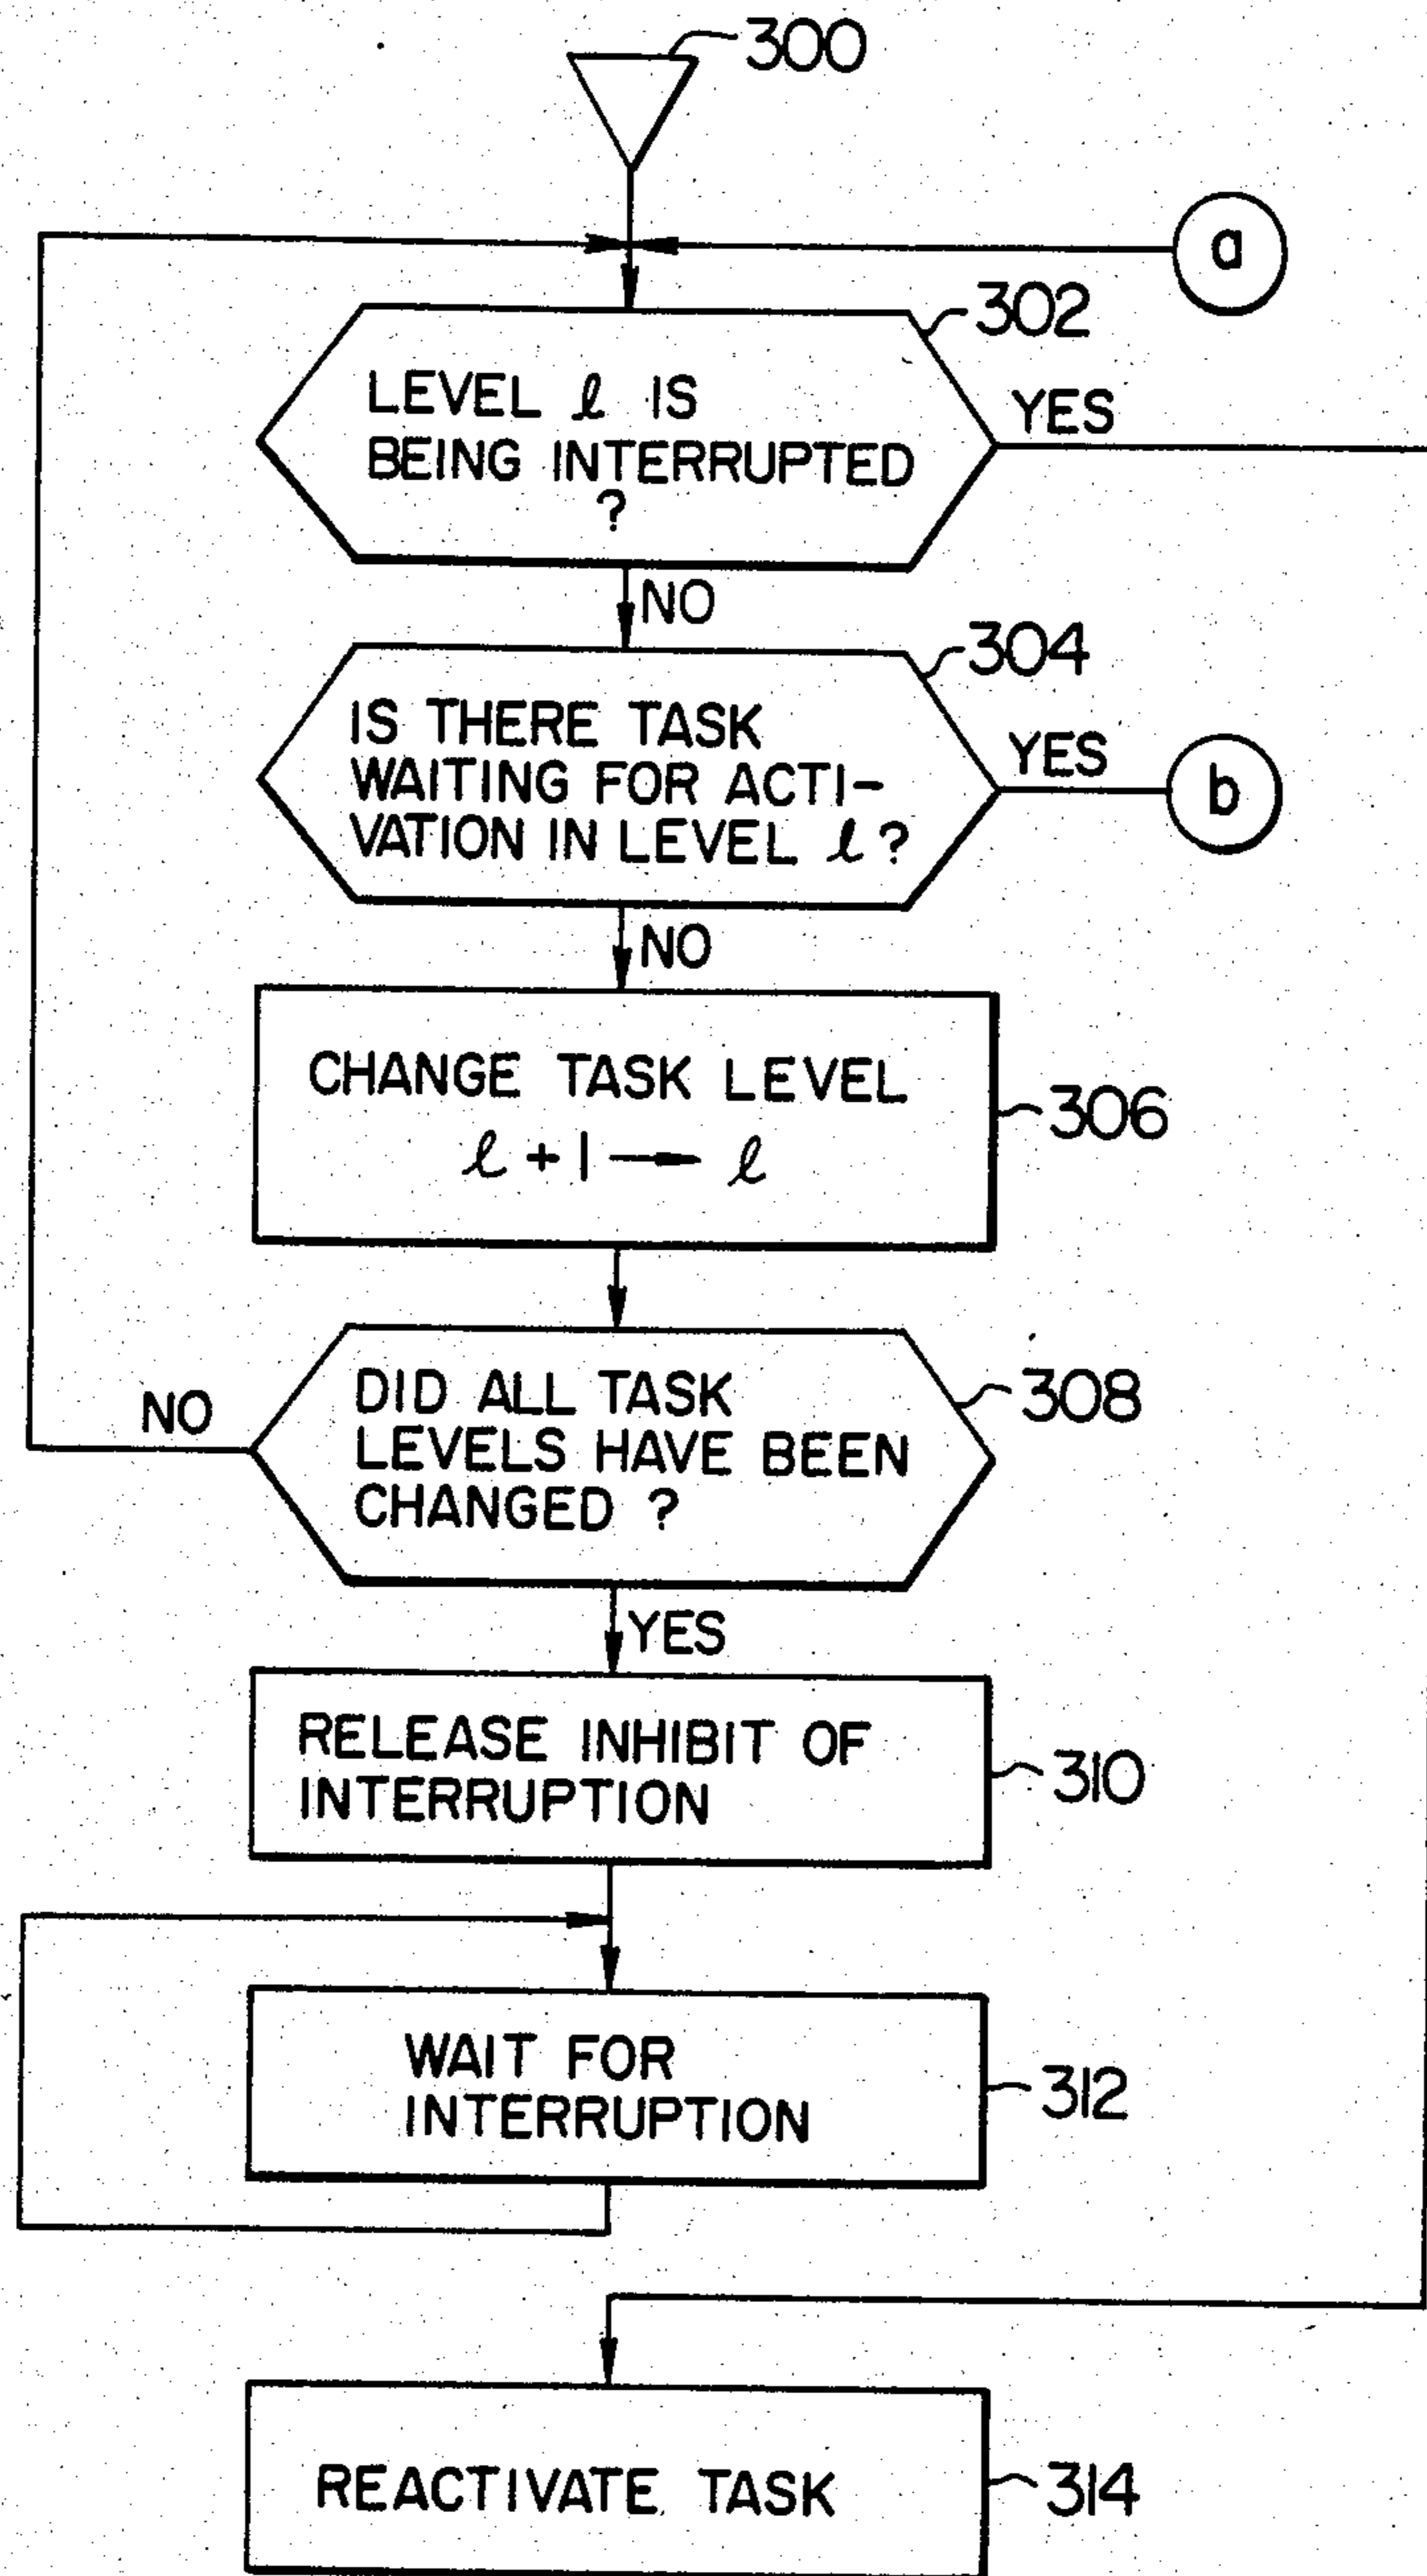 300
a
302
LEVEL ℓ IS
BEING INTERRUPTED
?
YES
NO
304
IS THERE TASK
WAITING FOR ACTI-
VATION IN LEVEL ℓ ?
YES
b
NO
CHANGE TASK LEVEL
ℓ + 1 → ℓ
306
308
DID ALL TASK
LEVELS HAVE BEEN
CHANGED ?
NO
YES
RELEASE INHIBIT OF
INTERRUPTION
310
WAIT FOR
INTERRUPTION
312
REACTIVATE TASK
314